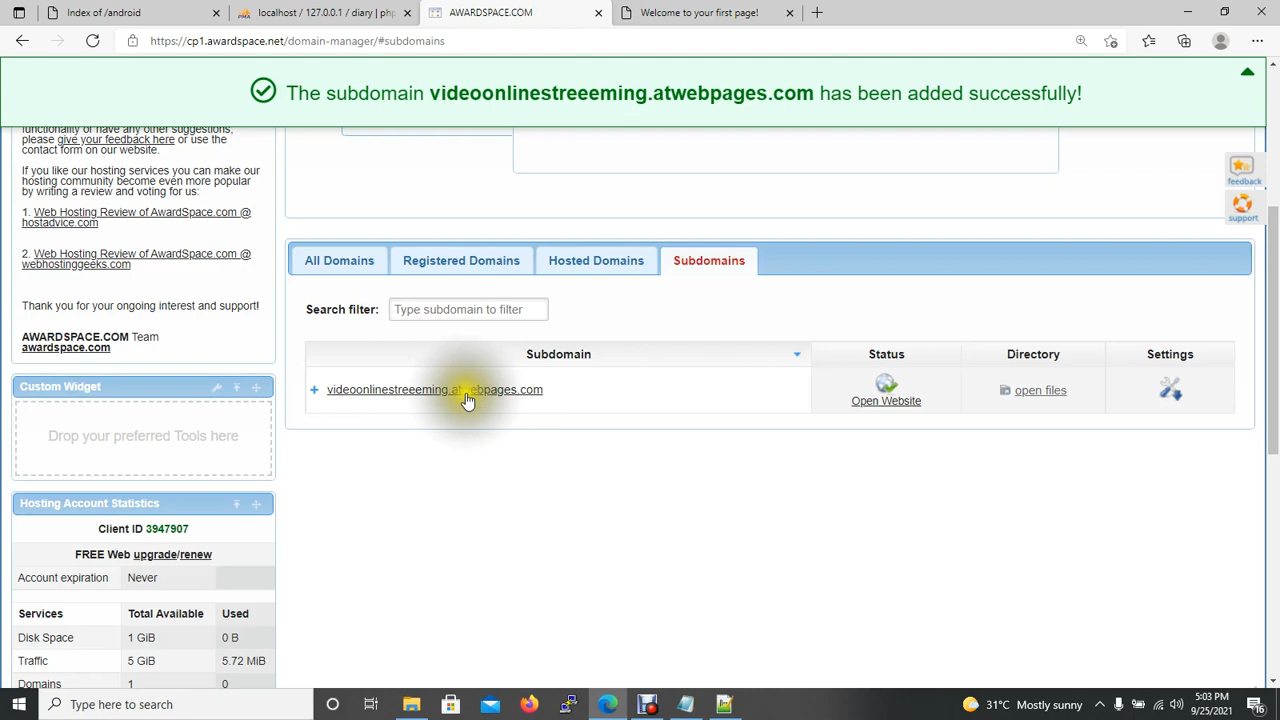 Index of /android
localhost / 127.0.0.1 / diary | php
AWARDSPACE.COM
Welcome to your first page!
https://cp1.awardspace.net/domain-manager/#subdomains
The subdomain videoonlinestreeeming.atwebpages.com has been added successfully!
functionality or have any other suggestions,
please give your feedback here or use the
contact form on our website.
If you like our hosting services you can make our
hosting community become even more popular
by writing a review and voting for us:
1. Web Hosting Review of AwardSpace.com @
hostadvice.com
2. Web Hosting Review of AwardSpace.com @
webhostinggeeks.com
Thank you for your ongoing interest and support!
AWARDSPACE.COM Team
awardspace.com
feedback
support
All Domains Registered Domains Hosted Domains Subdomains
Search filter: Type subdomain to filter
Subdomain Status Directory Settings
videoonlinestreeeming.atwebpages.com Open Website open files
Custom Widget
Drop your preferred Tools here
Hosting Account Statistics
Client ID 3947907
FREE Web upgrade/renew
Account expiration Never
Services Total Available Used
Disk Space 1 GiB 0 B
Traffic 5 GiB 5.72 MiB
Domains 1 0
Type here to search
31°C Mostly sunny
5:03 PM
9/25/2021
16